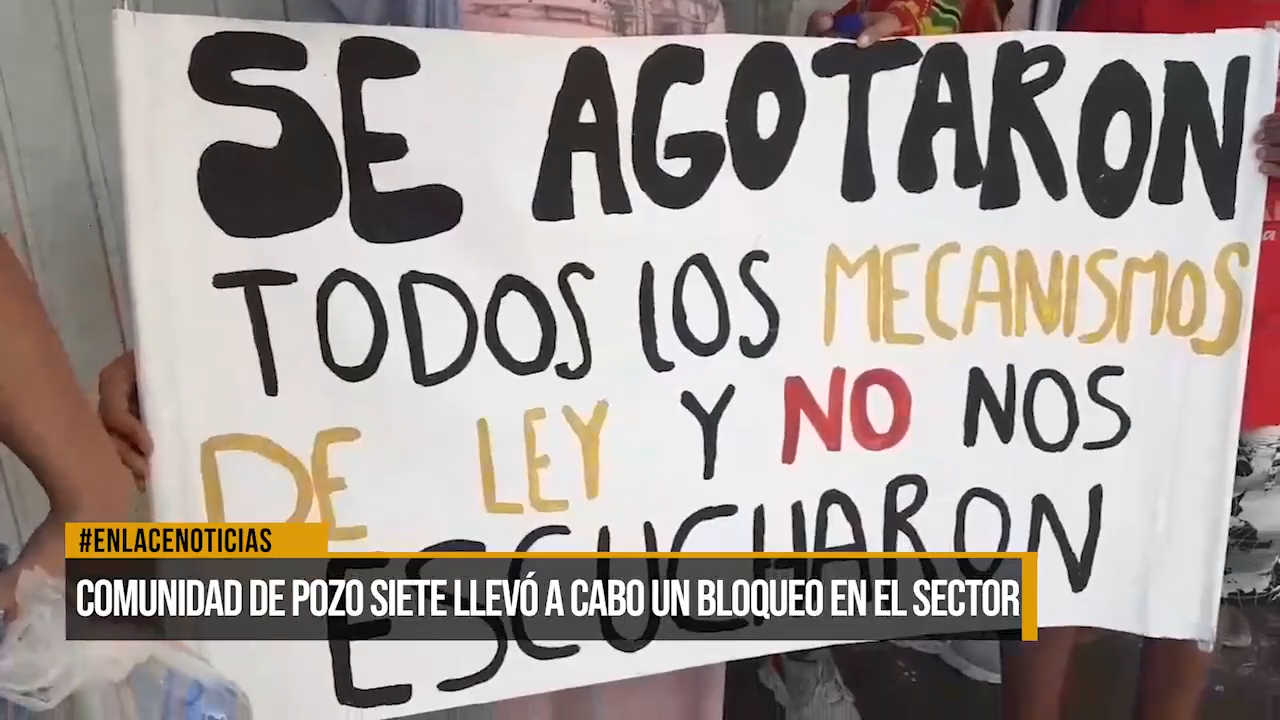 SE AGOTARON
TODOS LOS MECANISMOS
DE LEY Y NO NOS
ESCUCHARON
#ENLACENOTICIAS
COMUNIDAD DE POZO SIETE LLEVÓ A CABO UN BLOQUEO EN EL SECTOR